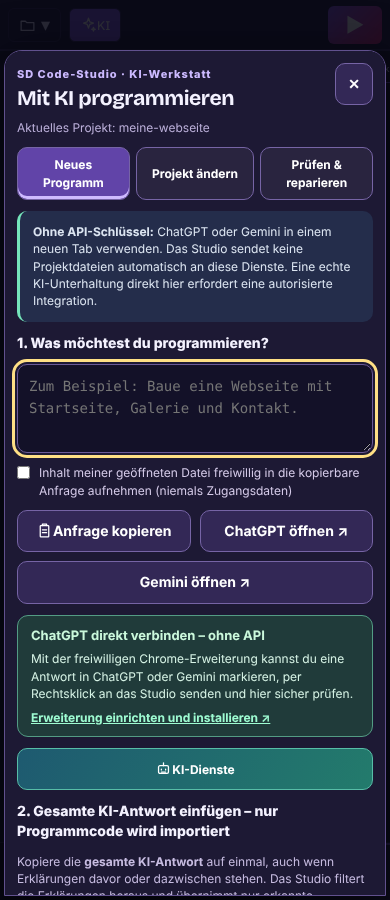 KI
SD Code-Studio · KI-Werkstatt
Mit KI programmieren
Aktuelles Projekt: meine-webseite
Neues
Programm
Projekt ändern
Prüfen &
reparieren
Ohne API-Schlüssel: ChatGPT oder Gemini in einem
neuen Tab verwenden. Das Studio sendet keine
Projektdateien automatisch an diese Dienste. Eine echte
KI-Unterhaltung direkt hier erfordert eine autorisierte
Integration.
1. Was möchtest du programmieren?
Zum Beispiel: Baue eine Webseite mit
Startseite, Galerie und Kontakt.
Inhalt meiner geöffneten Datei freiwillig in die kopierbare
Anfrage aufnehmen (niemals Zugangsdaten)
Anfrage kopieren
ChatGPT öffnen ↗
Gemini öffnen ↗
ChatGPT direkt verbinden – ohne API
Mit der freiwilligen Chrome-Erweiterung kannst du eine
Antwort in ChatGPT oder Gemini markieren, per
Rechtsklick an das Studio senden und hier sicher prüfen.
Erweiterung einrichten und installieren ↗
KI-Dienste
2. Gesamte KI-Antwort einfügen – nur
Programmcode wird importiert
Kopiere die gesamte KI-Antwort auf einmal, auch wenn
Erklärungen davor oder dazwischen stehen. Das Studio filtert
die Erklärungen heraus und übernimmt nur erkannte